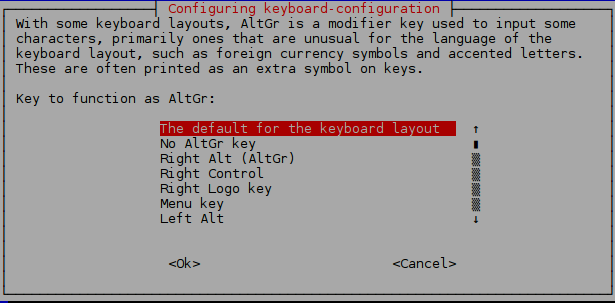 Configuring keyboard-configuration
With some keyboard layouts, AltGr is a modifier key used to input some
characters, primarily ones that are unusual for the language of the
keyboard layout, such as foreign currency symbols and accented letters.
These are often printed as an extra symbol on keys.
Key to function as AltGr:
The default for the keyboard layout
No AltGr key
Right Alt (AltGr)
Right Control
Right Logo key
Menu key
Left Alt
<Ok> <Cancel>